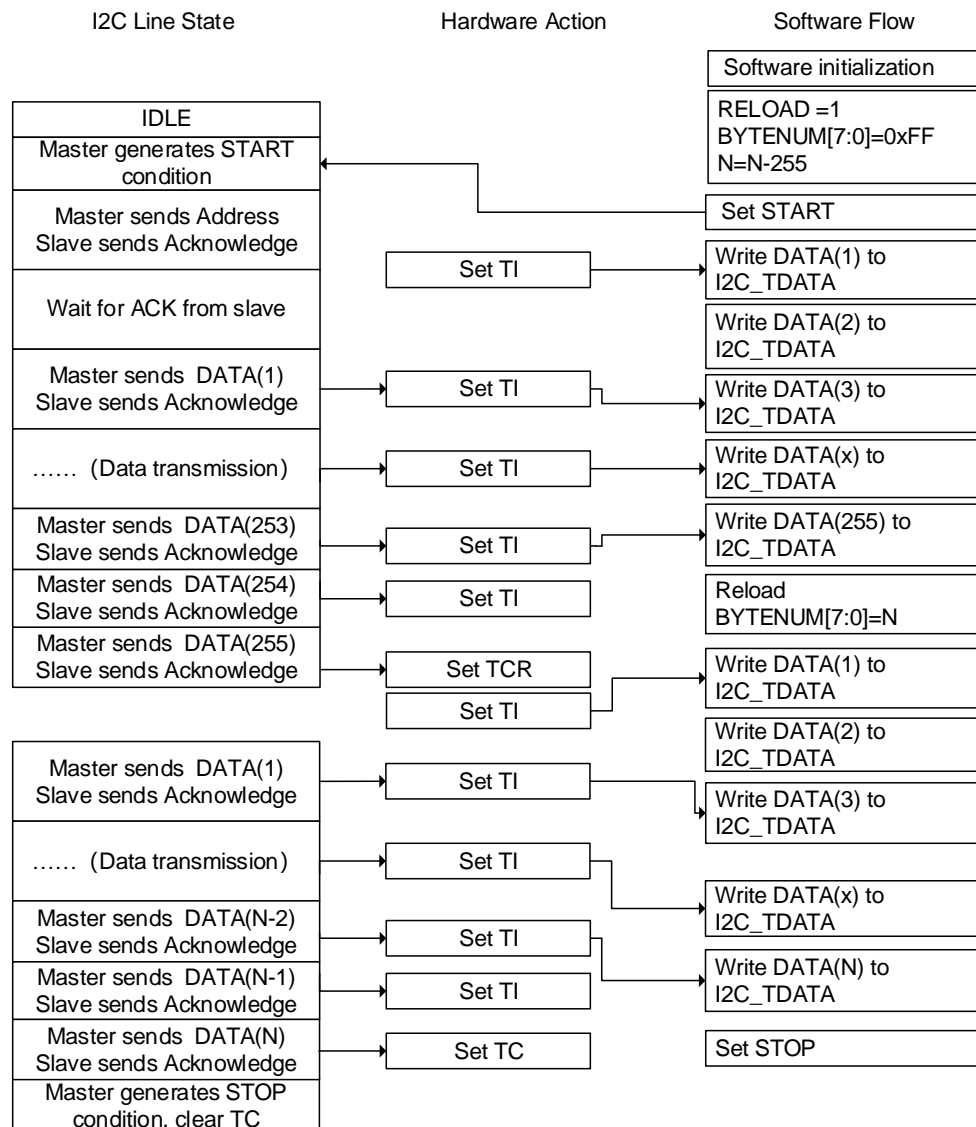 I2C Line State
Hardware Action
Software Flow
Software initialization
IDLE
RELOAD =1
BYTENUM[7:0]=0xFF
N=N-255
Master generates START
condition
Set START
Master sends Address
Slave sends Acknowledge
Set TI
Write DATA(1) to
I2C_TDATA
Wait for ACK from slave
Write DATA(2) to
I2C_TDATA
Master sends DATA(1)
Slave sends Acknowledge
Set TI
Write DATA(3) to
I2C_TDATA
...... (Data transmission)
Set TI
Write DATA(x) to
I2C_TDATA
Master sends DATA(253)
Slave sends Acknowledge
Set TI
Write DATA(255) to
I2C_TDATA
Master sends DATA(254)
Slave sends Acknowledge
Set TI
Reload
BYTENUM[7:0]=N
Master sends DATA(255)
Slave sends Acknowledge
Set TCR
Set TI
Write DATA(1) to
I2C_TDATA
Write DATA(2) to
I2C_TDATA
Master sends DATA(1)
Slave sends Acknowledge
Set TI
Write DATA(3) to
I2C_TDATA
...... (Data transmission)
Set TI
Write DATA(x) to
I2C_TDATA
Master sends DATA(N-2)
Slave sends Acknowledge
Set TI
Write DATA(N) to
I2C_TDATA
Master sends DATA(N-1)
Slave sends Acknowledge
Set TI
Master sends DATA(N)
Slave sends Acknowledge
Set TC
Set STOP
Master generates STOP
condition, clear TC